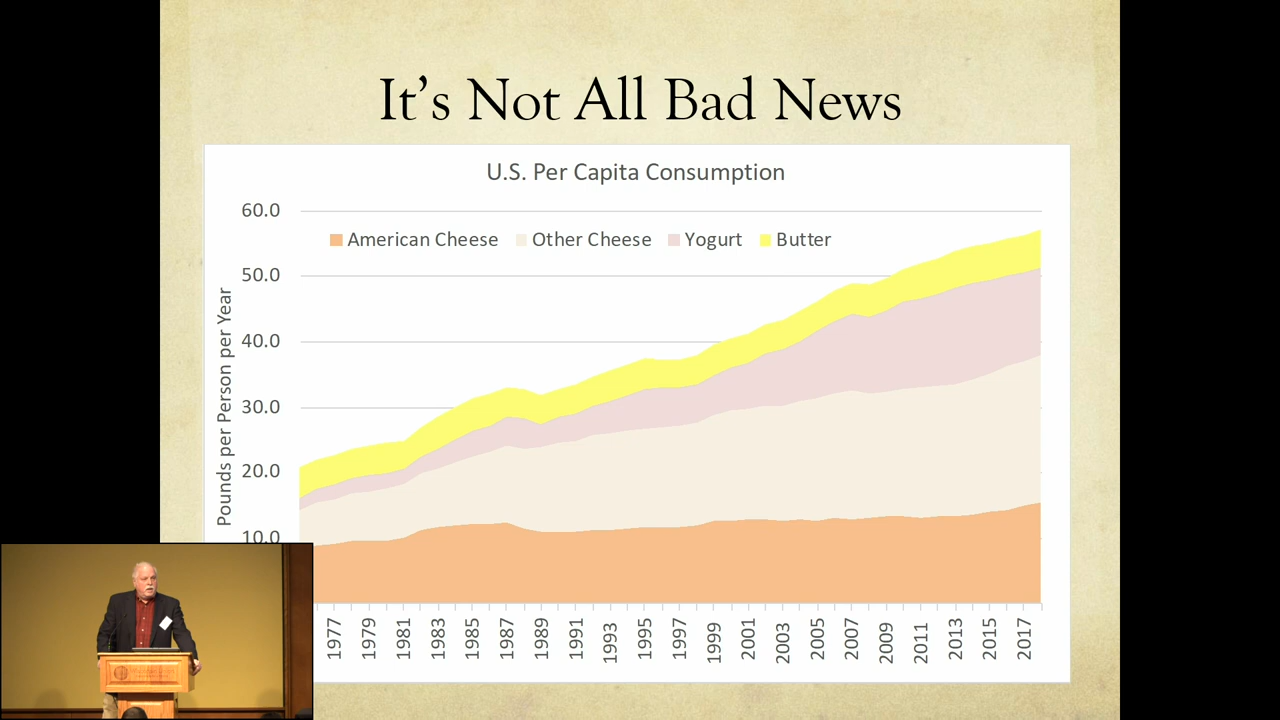 It's Not All Bad News
U.S. Per Capita Consumption
60.0
American Cheese Other Cheese Yogurt Butter
50.0
40.0
30.0
20.0
10.0
Pounds per Person per Year
1977 1979 1981 1983 1985 1987 1989 1991 1993 1995 1997 1999 2001 2003 2005 2007 2009 2011 2013 2015 2017